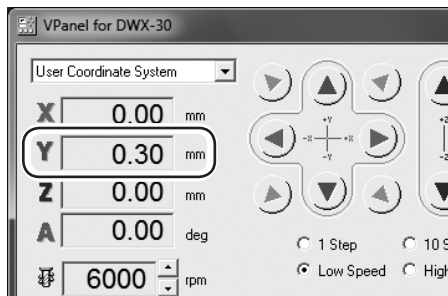 VPanel for DWX-30
User Coordinate System
X 0.00 mm
Y 0.30 mm
Z 0.00 mm
A 0.00 deg
6000 rpm
+Y
-X +X
-Y
1 Step
Low Speed
10 S
High
+Z
-Z